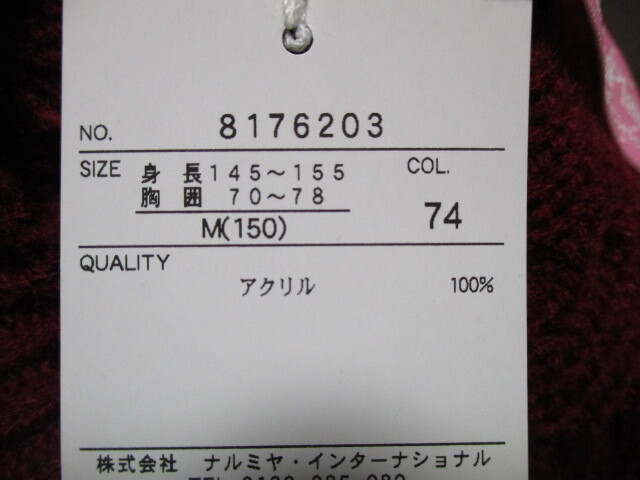 NO. 8176203
SIZE 身長 145～155 COL.
胸囲 70～78
M(150) 74
QUALITY
アクリル 100%
株式会社 ナルミヤ・インターナショナル